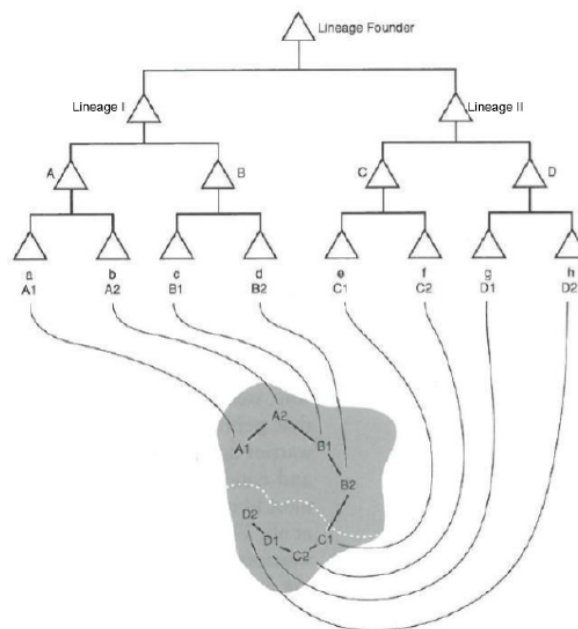 Lineage Founder
Lineage I
Lineage II
A
B
C
D
a
b
c
d
e
f
g
h
A1
A2
B1
B2
C1
C2
D1
D2
A2
A1
B1
B2
D2
D1
C1
C2